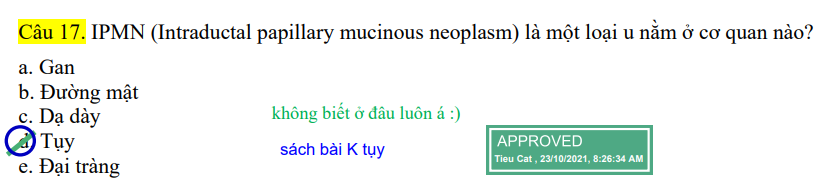 Câu 17. IPMN (Intraductal papillary mucinous neoplasm) là một loại u nằm ở cơ quan nào?
a. Gan
b. Đường mật
c. Dạ dày
không biết ở đâu luôn á :)
d. Tụy
sách bài K tụy
e. Đại tràng
APPROVED
Tieu Cat , 23/10/2021, 8:26:34 AM